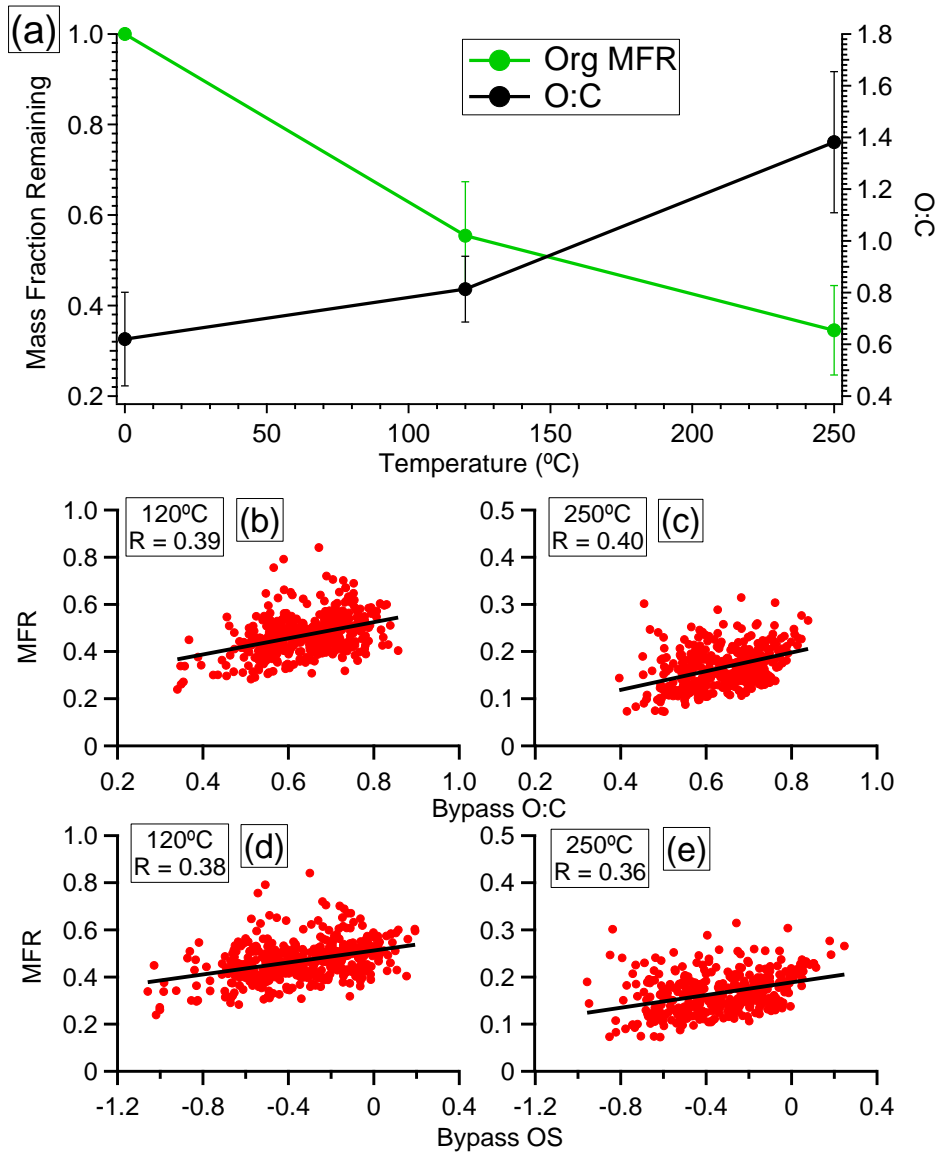 (a)
Org MFR
O:C
Mass Fraction Remaining
1.0
0.8
0.6
0.4
0.2
1.8
1.6
1.4
1.2
1.0
0.8
0.6
0.4
O:C
0 50 100 150 200 250
Temperature (ºC)
120ºC
R = 0.39
(b)
MFR
1.0
0.8
0.6
0.4
0.2
0
0.2 0.4 0.6 0.8 1.0
250ºC
R = 0.40
(c)
0.5
0.4
0.3
0.2
0.1
0
0.2 0.4 0.6 0.8 1.0
Bypass O:C
120ºC
R = 0.38
(d)
MFR
1.0
0.8
0.6
0.4
0.2
0
-1.2 -0.8 -0.4 0 0.4
250ºC
R = 0.36
(e)
0.5
0.4
0.3
0.2
0.1
0
-1.2 -0.8 -0.4 0 0.4
Bypass OS